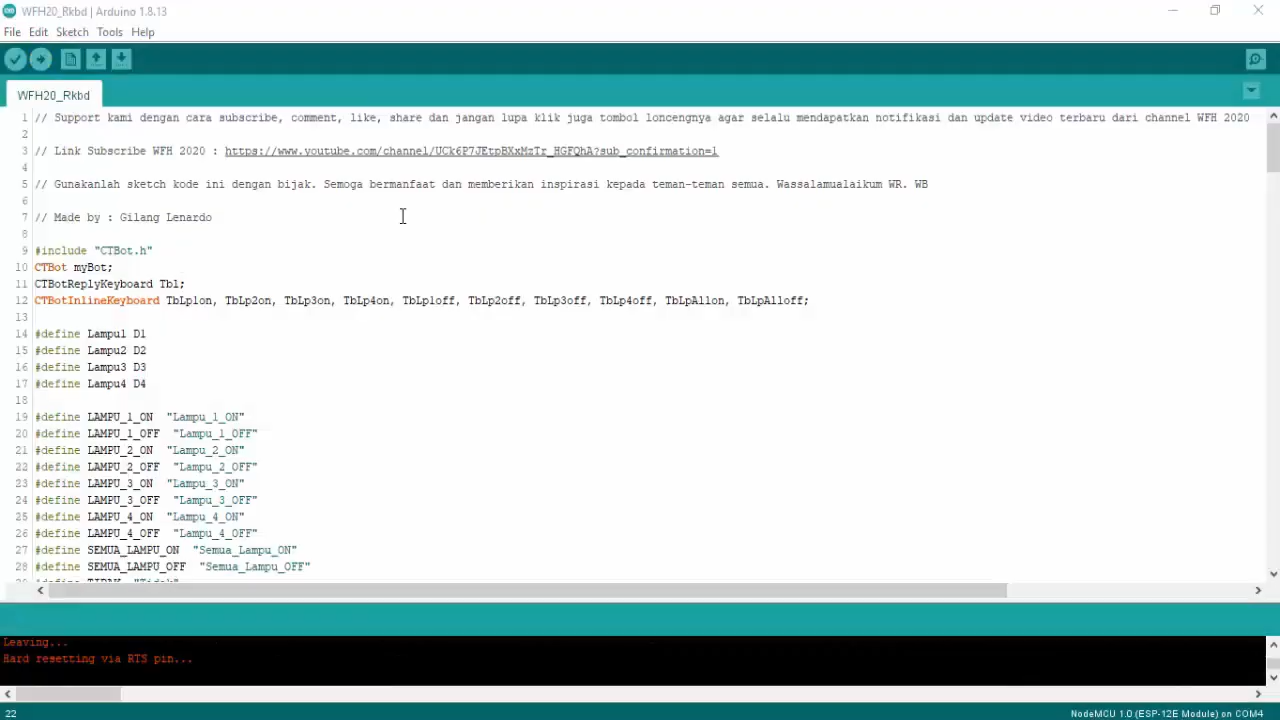 WFH20_Rkbd | Arduino 1.8.13
File Edit Sketch Tools Help
WFH20_Rkbd
1 // Support kami dengan cara subscribe, comment, like, share dan jangan lupa klik juga tombol loncengnya agar selalu mendapatkan notifikasi dan update video terbaru dari channel WFH 2020
2
3 // Link Subscribe WFH 2020 : https://www.youtube.com/channel/UCk6P7JEtpBXxMzTr_HGFQhA?sub_confirmation=1
4
5 // Gunakanlah sketch kode ini dengan bijak. Semoga bermanfaat dan memberikan inspirasi kepada teman-teman semua. Wassalamualaikum WR. WB
6
7 // Made by : Gilang Lenardo
8
9 #include "CTBot.h"
10 CTBot myBot;
11 CTBotReplyKeyboard Tbl;
12 CTBotInlineKeyboard TbLp1on, TbLp2on, TbLp3on, TbLp4on, TbLp1off, TbLp2off, TbLp3off, TbLp4off, TbLpAllon, TbLpAlloff;
13
14 #define Lampu1 D1
15 #define Lampu2 D2
16 #define Lampu3 D3
17 #define Lampu4 D4
18
19 #define LAMPU_1_ON "Lampu_1_ON"
20 #define LAMPU_1_OFF "Lampu_1_OFF"
21 #define LAMPU_2_ON "Lampu_2_ON"
22 #define LAMPU_2_OFF "Lampu_2_OFF"
23 #define LAMPU_3_ON "Lampu_3_ON"
24 #define LAMPU_3_OFF "Lampu_3_OFF"
25 #define LAMPU_4_ON "Lampu_4_ON"
26 #define LAMPU_4_OFF "Lampu_4_OFF"
27 #define SEMUA_LAMPU_ON "Semua_Lampu_ON"
28 #define SEMUA_LAMPU_OFF "Semua_Lampu_OFF"
29 #define TIDAK "Tidak"
Leaving...
Hard resetting via RTS pin...
22
NodeMCU 1.0 (ESP-12E Module) on COM4